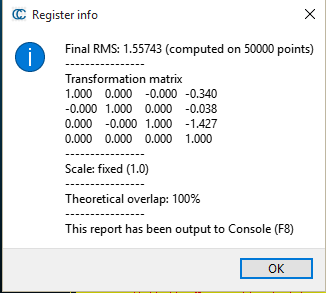 CC Register info
Final RMS: 1.55743 (computed on 50000 points)
----------------
Transformation matrix
1.000 0.000 -0.000 -0.340
-0.000 1.000 0.000 -0.038
0.000 -0.000 1.000 -1.427
0.000 0.000 0.000 1.000
----------------
Scale: fixed (1.0)
----------------
Theoretical overlap: 100%
----------------
This report has been output to Console (F8)
OK